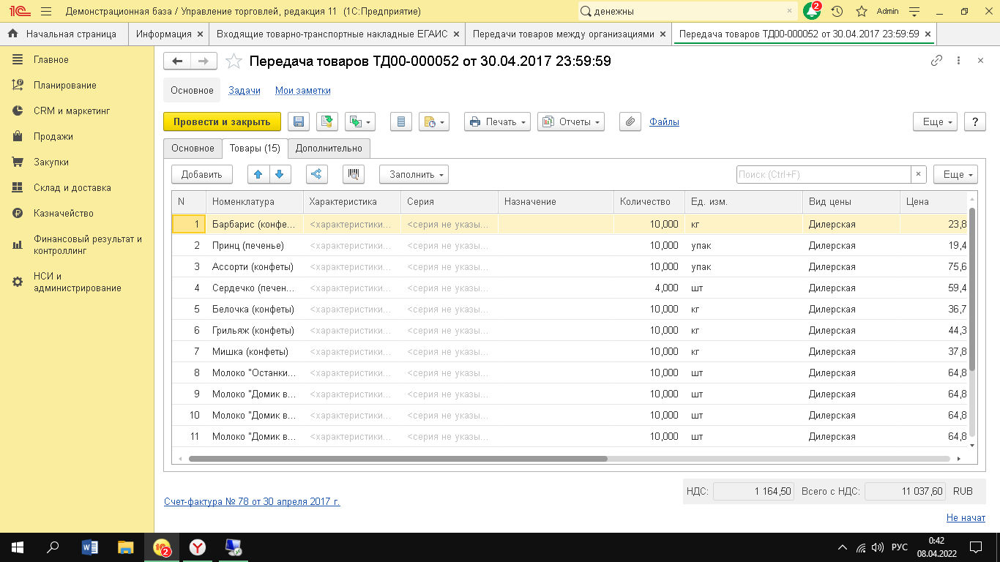 1С Демонстрационная база / Управление торговлей, редакция 11 (1С:Предприятие) денежны × 2 Admin
Начальная страница Информация × Входящие товарно-транспортные накладные ЕГАИС × Передачи товаров между организациями × Передача товаров ТД00-000052 от 30.04.2017 23:59:59 ×
Главное
Планирование
CRM и маркетинг
Продажи
Закупки
Склад и доставка
Казначейство
Финансовый результат и
контроллинг
НСИ и
администрирование
Передача товаров ТД00-000052 от 30.04.2017 23:59:59
Основное Задачи Мои заметки
Провести и закрыть Печать Отчеты Файлы Еще ?
Основное Товары (15) Дополнительно
Добавить Заполнить Поиск (Ctrl+F) × Еще
N Номенклатура Характеристика Серия Назначение Количество Ед. изм. Вид цены Цена
1 Барбарис (конфе... <характеристики... <серия не указы... 10,000 кг Дилерская 23,8
2 Принц (печенье) <характеристики... <серия не указы... 10,000 упак Дилерская 19,4
3 Ассорти (конфеты) <характеристики... <серия не указы... 10,000 упак Дилерская 75,6
4 Сердечко (печен... <характеристики... <серия не указы... 4,000 шт Дилерская 59,4
5 Белочка (конфеты) <характеристики... <серия не указы... 10,000 кг Дилерская 36,7
6 Грильяж (конфеты) <характеристики... <серия не указы... 10,000 кг Дилерская 44,3
7 Мишка (конфеты) <характеристики... <серия не указы... 10,000 кг Дилерская 37,8
8 Молоко "Останки... <характеристики... <серия не указы... 10,000 шт Дилерская 64,8
9 Молоко "Домик в... <характеристики... <серия не указы... 10,000 шт Дилерская 64,8
10 Молоко "Домик в... <характеристики... <серия не указы... 10,000 шт Дилерская 64,8
11 Молоко "Домик в... <характеристики... <серия не указы... 10,000 шт Дилерская 64,8
НДС: 1 164,50 Всего с НДС: 11 037,60 RUB
Счет-фактура № 78 от 30 апреля 2017 г.
Не начат
2 РУС 0:42
08.04.2022